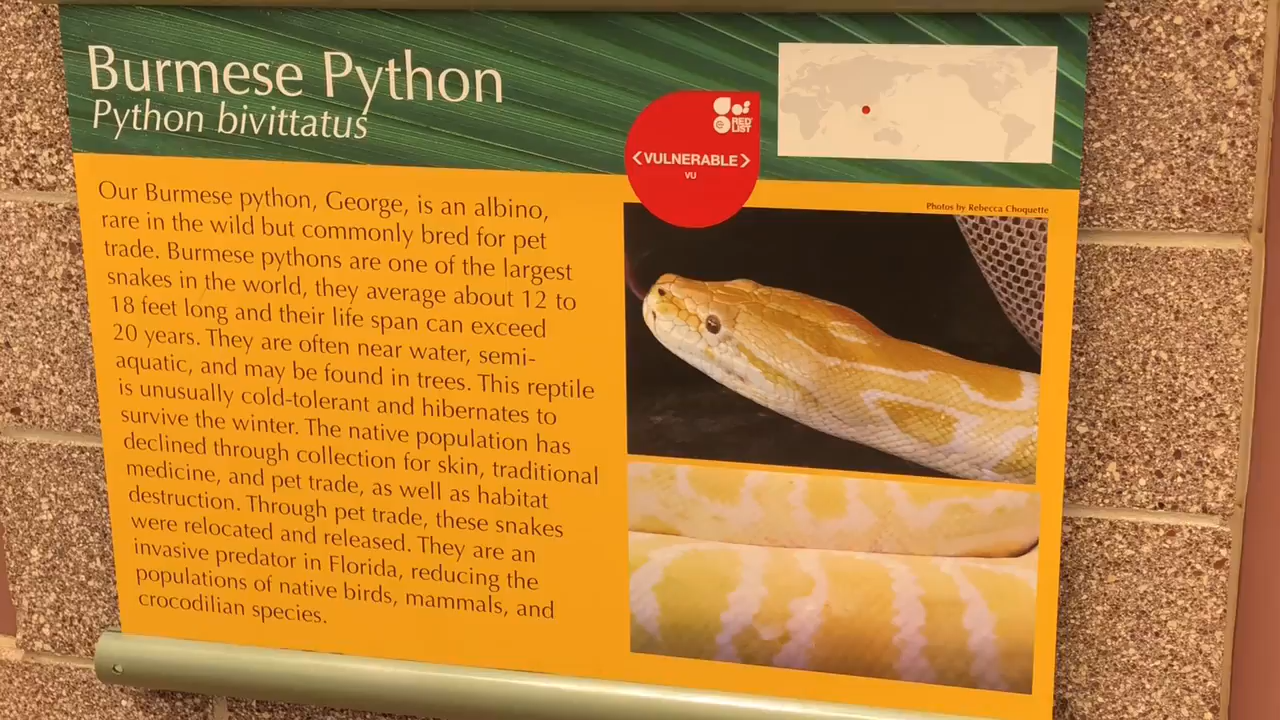 Burmese Python
Python bivittatus
RED
LIST
<VULNERABLE>
VU
Our Burmese python, George, is an albino,
rare in the wild but commonly bred for pet
trade. Burmese pythons are one of the largest
snakes in the world, they average about 12 to
18 feet long and their life span can exceed
20 years. They are often near water, semi-
aquatic, and may be found in trees. This reptile
is unusually cold-tolerant and hibernates to
survive the winter. The native population has
declined through collection for skin, traditional
medicine, and pet trade, as well as habitat
destruction. Through pet trade, these snakes
were relocated and released. They are an
invasive predator in Florida, reducing the
populations of native birds, mammals, and
crocodilian species.
Photos by Rebecca Choquette